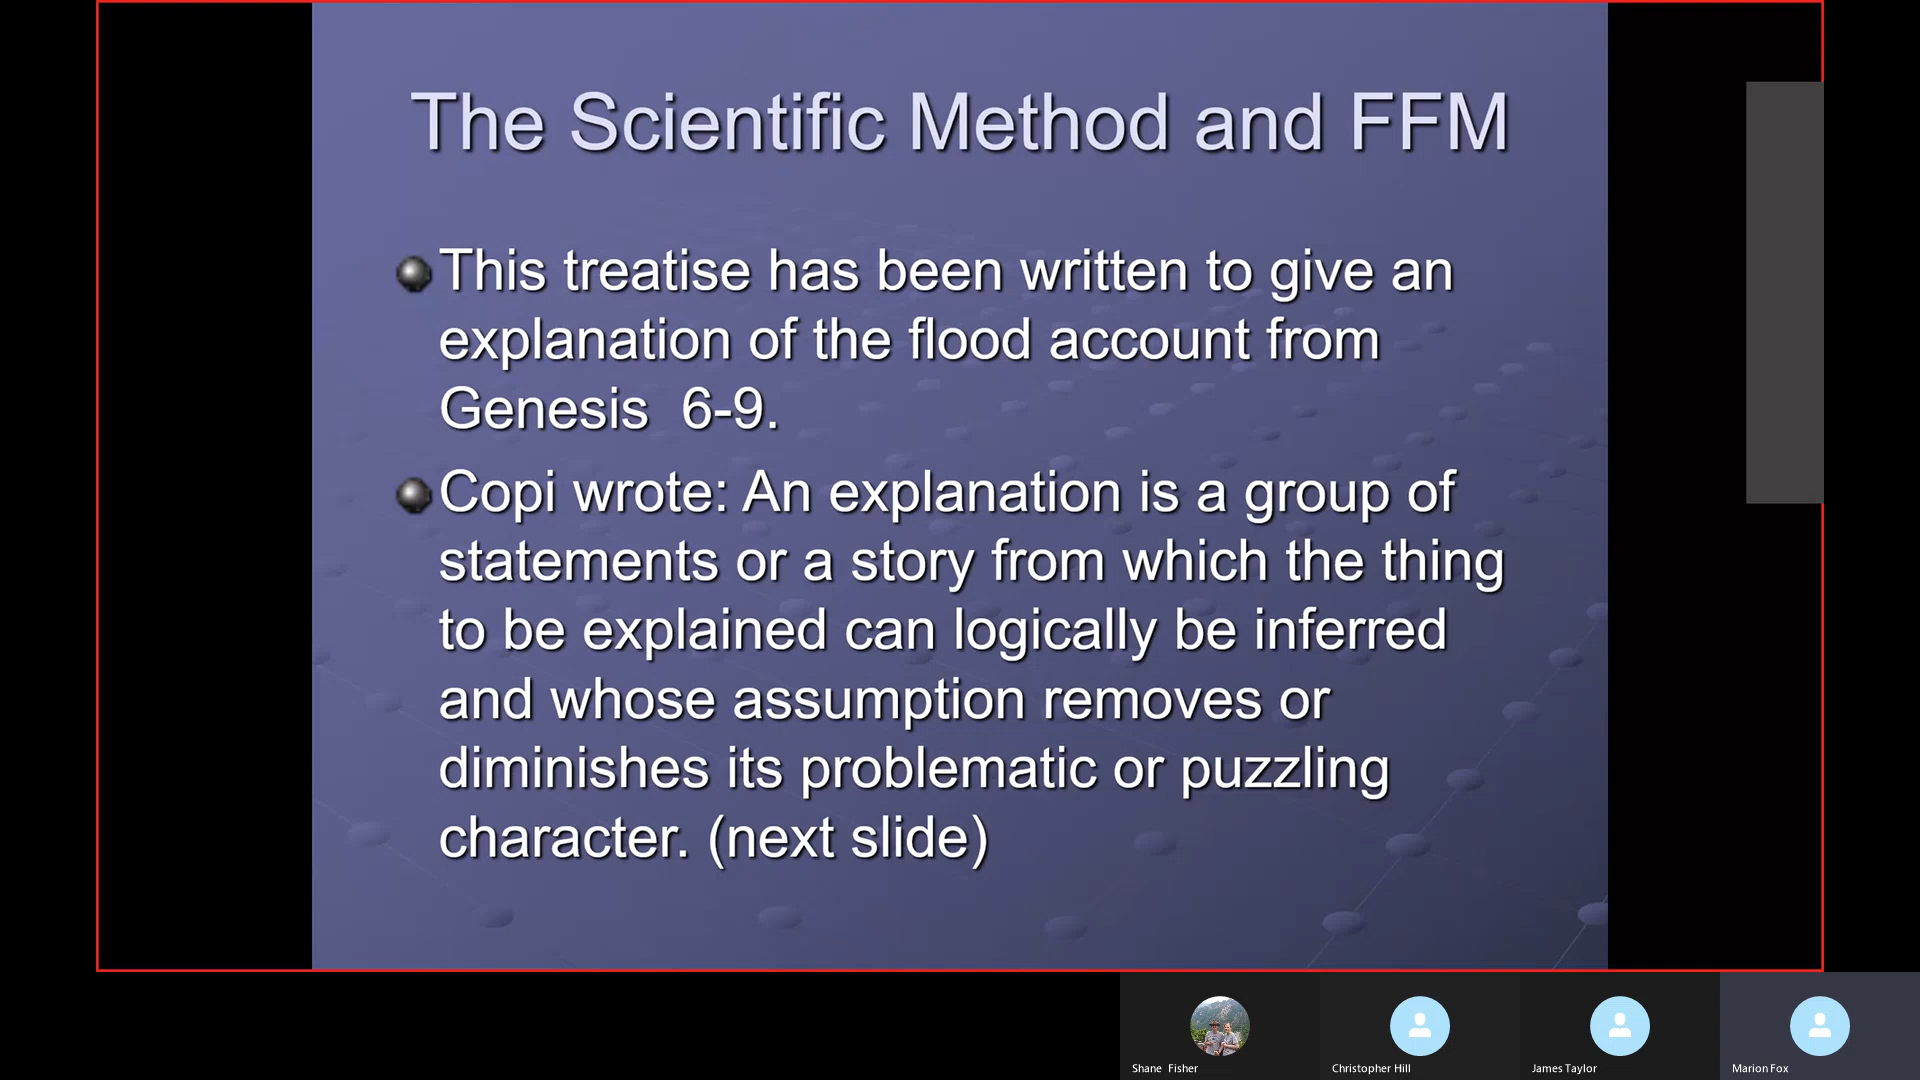 The Scientific Method and FFM
This treatise has been written to give an
explanation of the flood account from
Genesis 6-9.
Copi wrote: An explanation is a group of
statements or a story from which the thing
to be explained can logically be inferred
and whose assumption removes or
diminishes its problematic or puzzling
character. (next slide)
Shane Fisher
Christopher Hill
James Taylor
Marion Fox